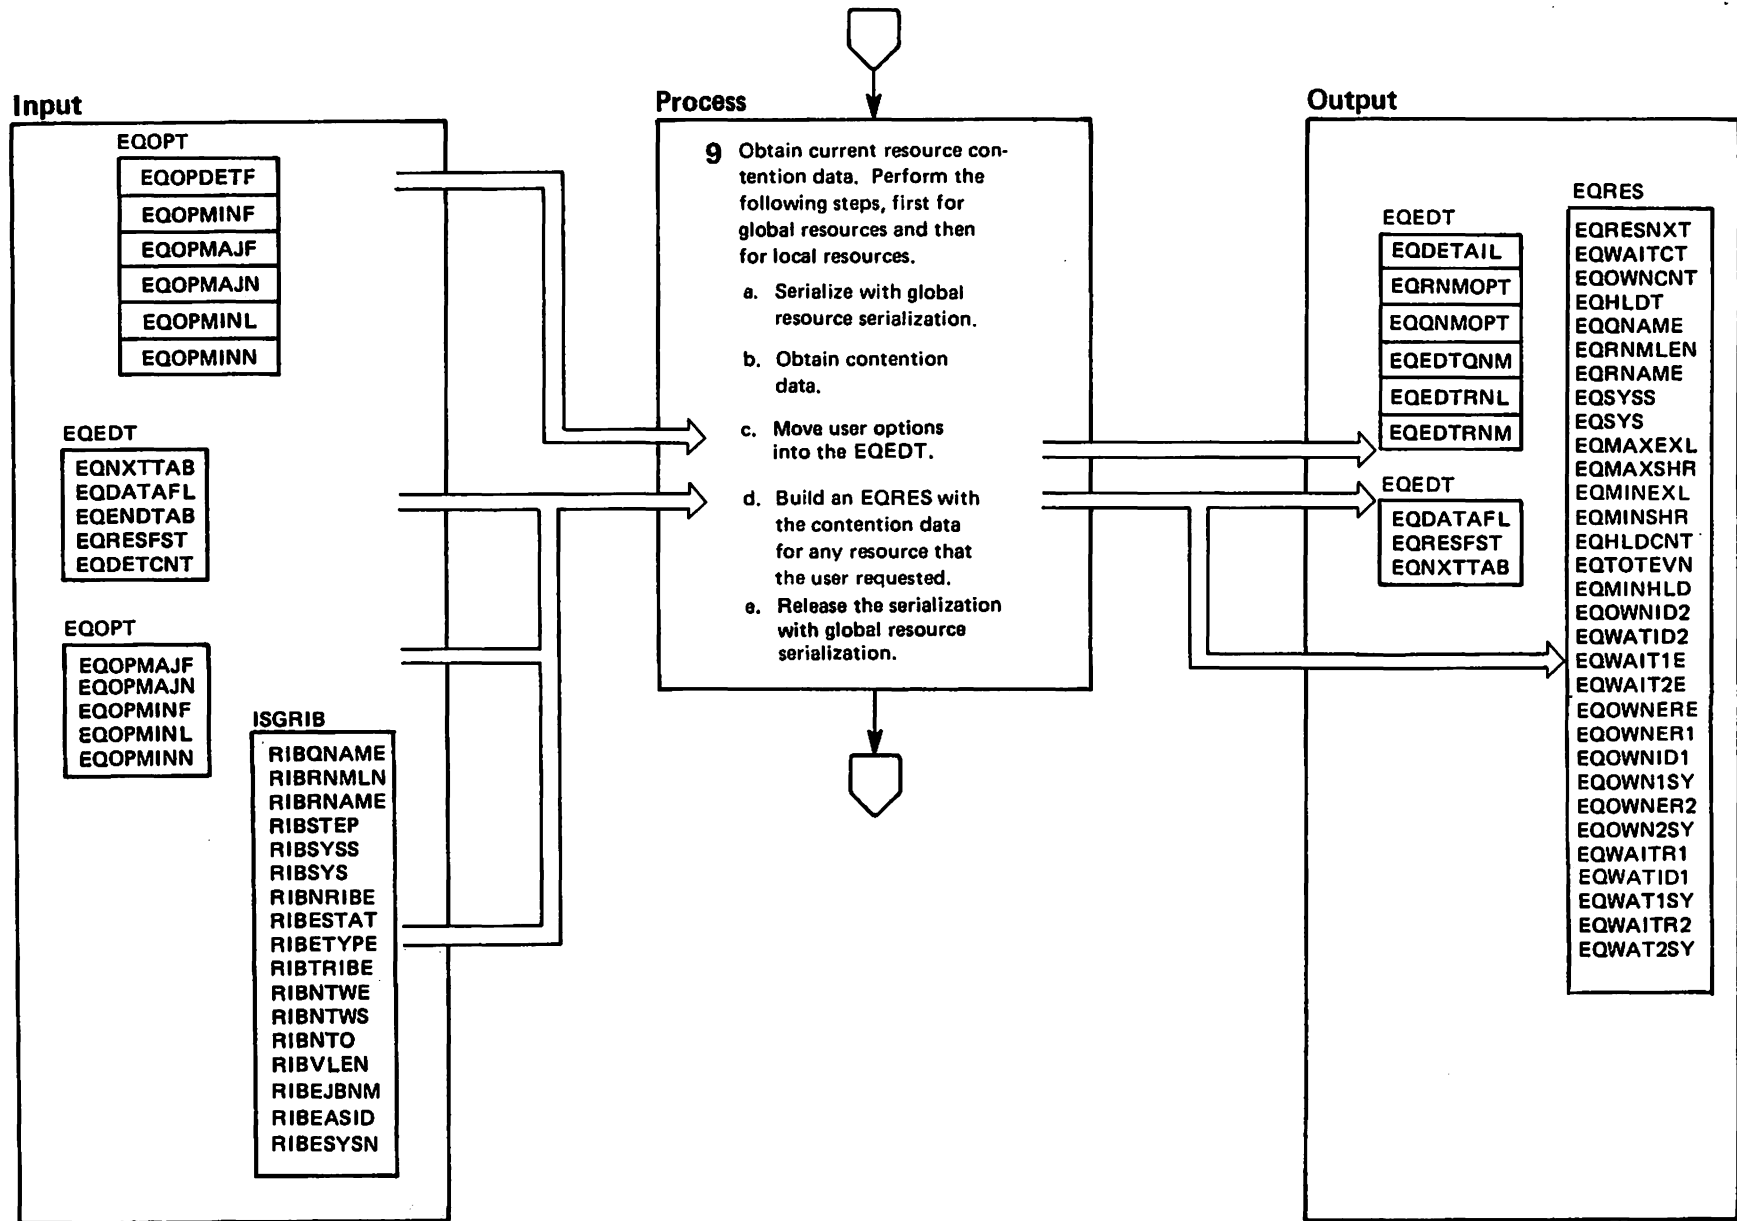 Input
EQOPT
EQOPDETF
EQOPMINF
EQOPMAJF
EQOPMAJN
EQOPMINL
EQOPMINN
EQEDT
EQNXTTAB
EQDATAFL
EQENDTAB
EQRESFST
EQDETCNT
EQOPT
EQOPMAJF
EQOPMAJN
EQOPMINF
EQOPMINL
EQOPMINN
ISGRIB
RIBQNAME
RIBRNMLN
RIBRNAME
RIBSTEP
RIBSYSS
RIBSYS
RIBNRIBE
RIBESTAT
RIBETYPE
RIBTRIBE
RIBNTWE
RIBNTWS
RIBNTO
RIBVLEN
RIBEJBNM
RIBEASID
RIBESYSN
Process
9 Obtain current resource con-
tention data. Perform the
following steps, first for
global resources and then
for local resources.
a. Serialize with global
resource serialization.
b. Obtain contention
data.
c. Move user options
into the EQEDT.
d. Build an EQRES with
the contention data
for any resource that
the user requested.
e. Release the serialization
with global resource
serialization.
Output
EQEDT
EQDETAIL
EQRNMOPT
EQQNMOPT
EQEDTQNM
EQEDTRNL
EQEDTRNM
EQEDT
EQDATAFL
EQRESFST
EQNXTTAB
EQRES
EQRESNXT
EQWAITCT
EQOWNCNT
EQHLDT
EQQNAME
EQRNMLEN
EQRNAME
EQSYSS
EQSYS
EQMAXEXL
EQMAXSHR
EQMINEXL
EQMINSHR
EQHLDCNT
EQTOTEVN
EQMINHLD
EQOWNID2
EQWATID2
EQWAIT1E
EQWAIT2E
EQOWNERE
EQOWNER1
EQOWNID1
EQOWN1SY
EQOWNER2
EQOWN2SY
EQWAITR1
EQWATID1
EQWAT1SY
EQWAITR2
EQWAT2SY